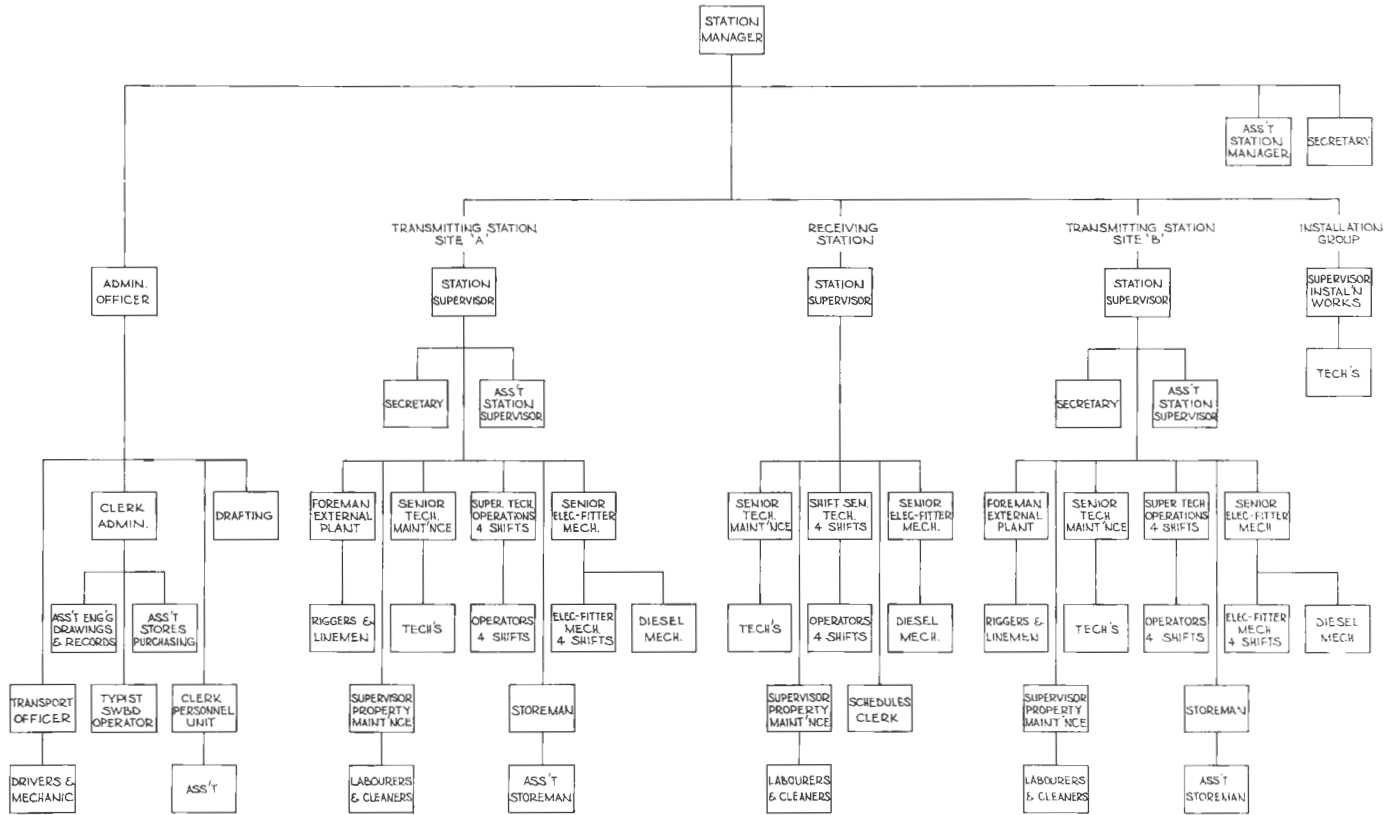 STATION
MANAGER
ASS'T
STATION
MANAGER
SECRETARY
TRANSMITTING STATION
SITE 'A'
RECEIVING
STATION
TRANSMITTING STATION
SITE 'B'
INSTALLATION
GROUP
ADMIN.
OFFICER
STATION
SUPERVISOR
STATION
SUPERVISOR
STATION
SUPERVISOR
SUPERVISOR
INSTAL'N
WORKS
SECRETARY
ASS'T
STATION
SUPERVISOR
SECRETARY
ASS'T
STATION
SUPERVISOR
TECH'S
CLERK
ADMIN.
DRAFTING
FOREMAN
EXTERNAL
PLANT
SENIOR
TECH.
MAINT'NCE
SUPER TECH.
OPERATIONS
4 SHIFTS
SENIOR
ELEC-FITTER
MECH.
SENIOR
TECH.
MAINT'NCE
SHIFT SEN.
TECH.
4 SHIFTS
SENIOR
ELEC-FITTER
MECH.
FOREMAN
EXTERNAL
PLANT
SENIOR
TECH
MAINT'NCE
SUPER TECH
OPERATIONS
4 SHIFTS
SENIOR
ELEC-FITTER
MECH
ASS'T ENG'G
DRAWINGS
& RECORDS
ASS'T
STORES
PURCHASING
RIGGERS &
LINEMEN
TECH'S
OPERATORS
4 SHIFTS
ELEC-FITTER
MECH.
4 SHIFTS
DIESEL
MECH.
TECH'S
OPERATORS
4 SHIFTS
DIESEL
MECH.
RIGGERS &
LINEMEN
TECH'S
OPERATORS
4 SHIFTS
ELEC-FITTER
MECH
4 SHIFTS
DIESEL
MECH
TRANSPORT
OFFICER
TYPIST
SWBD
OPERATOR
CLERK
PERSONNEL
UNIT
SUPERVISOR
PROPERTY
MAINT'NCE
STOREMAN
SUPERVISOR
PROPERTY
MAINT'NCE
SCHEDULES
CLERK
SUPERVISOR
PROPERTY
MAINT'NCE
STOREMAN
DRIVERS &
MECHANIC
ASS'T
LABOURERS
& CLEANERS
ASS'T
STOREMAN
LABOURERS
& CLEANERS
LABOURERS
& CLEANERS
ASS'T
STOREMAN